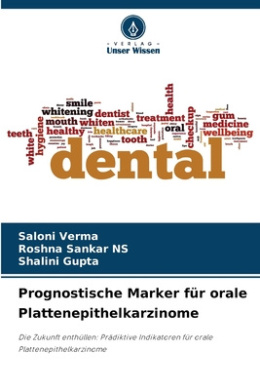 VERLAG
Unser Wissen
smile
whitening
dentist
mouth
whiten
treatment
health
checkup
gum
medicine
teeth
hygiene
healthy
healthcare
oral
wellbeing
white
tooth
dental
Saloni Verma
Roshna Sankar NS
Shalini Gupta
Prognostische Marker für orale
Plattenepithelkarzinome
Die Zukunft enthüllen: Prädiktive Indikatoren für orale
Plattenepithelkarzinome